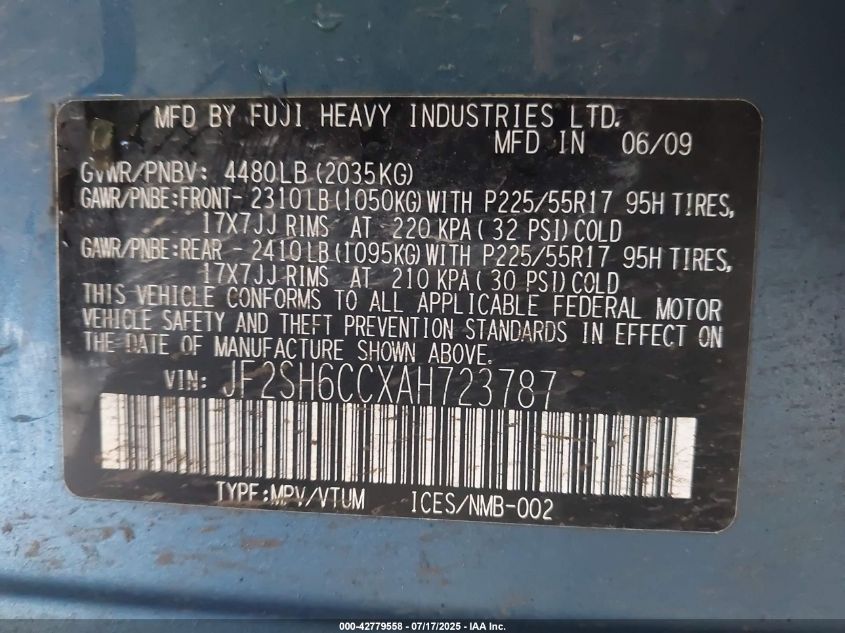 MFD BY FUJI HEAVY INDUSTRIES LTD.
MFD IN 06/09
GVWR/PNBV: 4480LB (2035KG)
GAWR/PNBE:FRONT- 2310LB(1050KG)WITH P225/55R17 95H TIRES,
17X7JJ RIMS AT 220 KPA( 32 PSI)COLD
GAWR/PNBE:REAR - 2410LB(1095KG)WITH P225/55R17 95H TIRES,
17X7JJ RIMS AT 210 KPA( 30 PSI)COLD
THIS VEHICLE CONFORMS TO ALL APPLICABLE FEDERAL MOTOR
VEHICLE SAFETY AND THEFT PREVENTION STANDARDS IN EFFECT ON
THE DATE OF MANUFACTURE SHOWN ABOVE.
VIN: JF2SH6CCXAH723787
TYPE:MPV/VTUM ICES/NMB-002
000-42779558 - 07/17/2025 - IAA Inc.